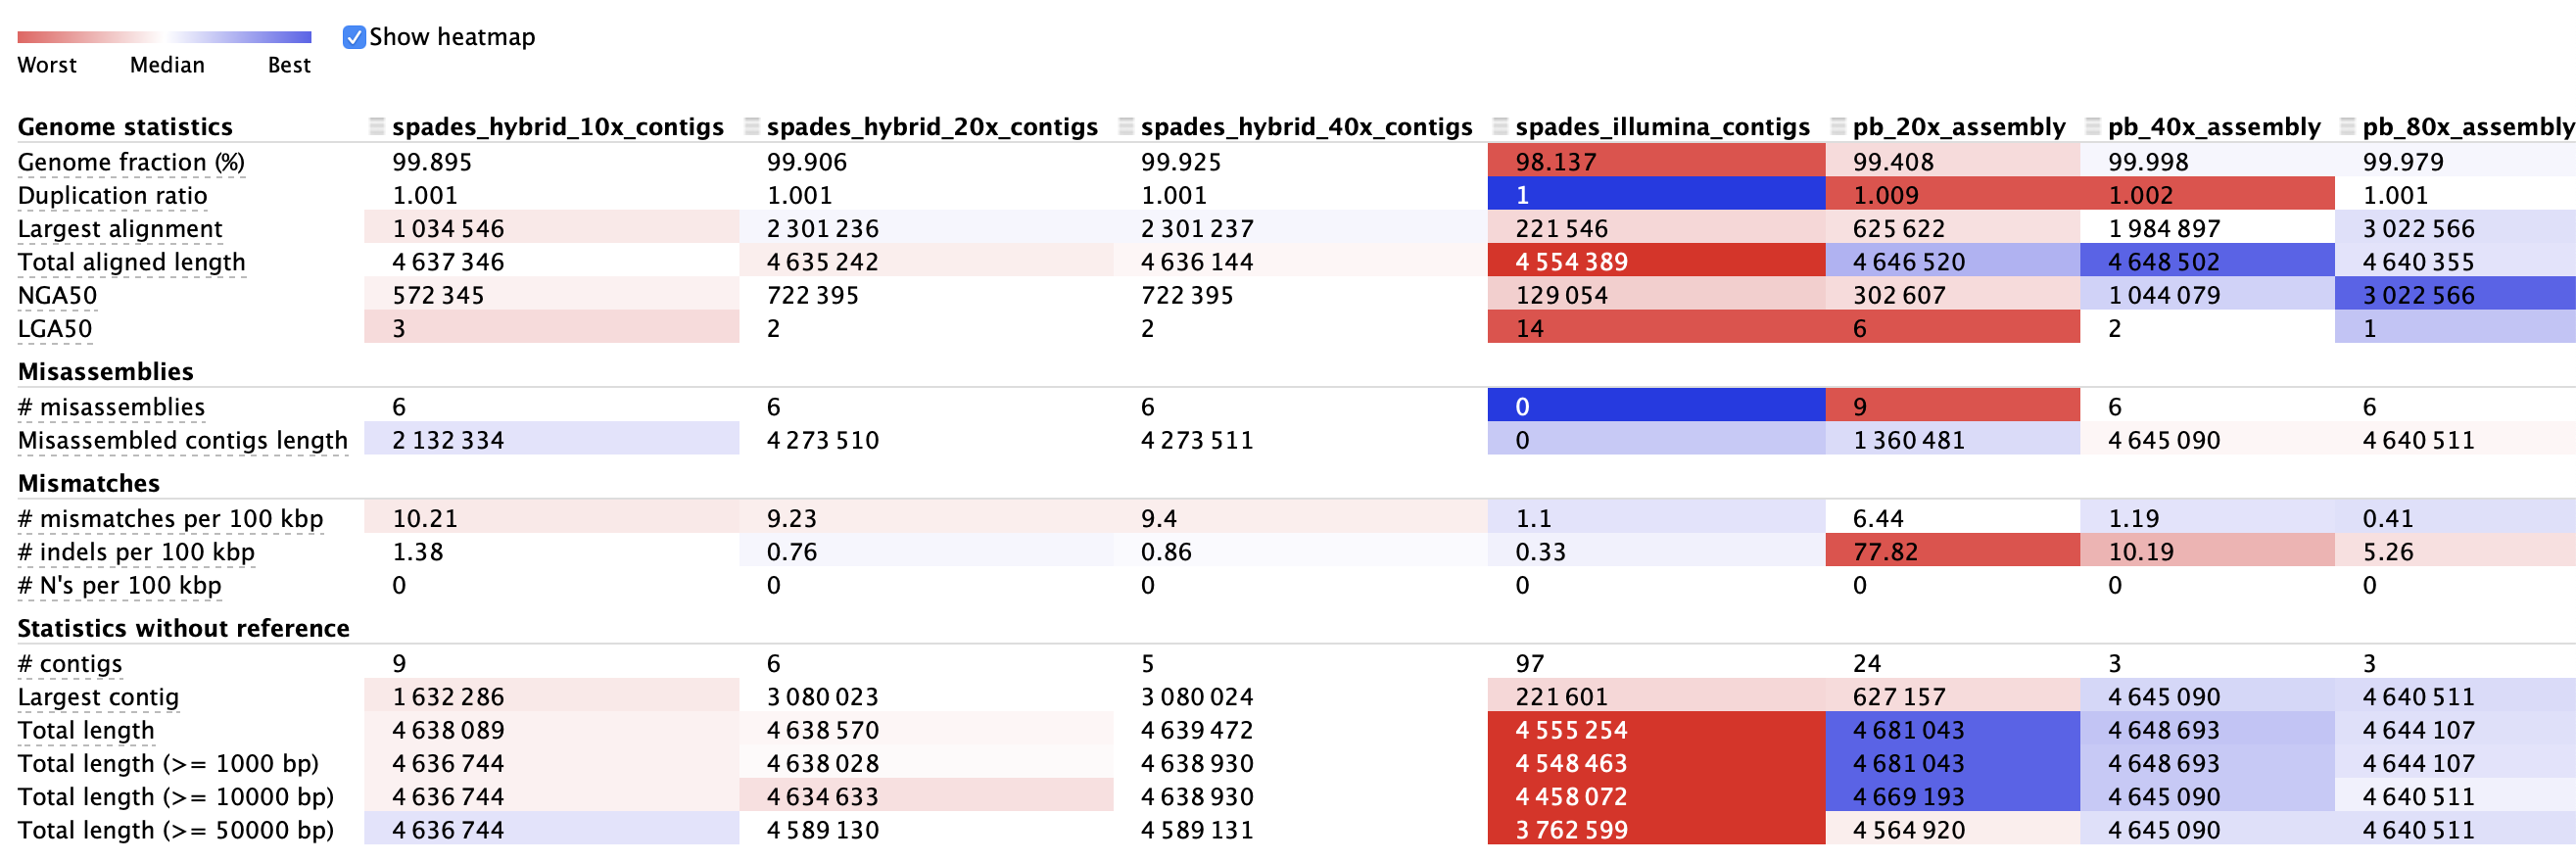 Show heatmap
Worst Median Best
Genome statistics spades_hybrid_10x_contigs spades_hybrid_20x_contigs spades_hybrid_40x_contigs spades_illumina_contigs pb_20x_assembly pb_40x_assembly pb_80x_assembly
Genome fraction (%) 99.895 99.906 99.925 98.137 99.408 99.998 99.979
Duplication ratio 1.001 1.001 1.001 1 1.009 1.002 1.001
Largest alignment 1 034 546 2 301 236 2 301 237 221 546 625 622 1 984 897 3 022 566
Total aligned length 4 637 346 4 635 242 4 636 144 4 554 389 4 646 520 4 648 502 4 640 355
NGA50 572 345 722 395 722 395 129 054 302 607 1 044 079 3 022 566
LGA50 3 2 2 14 6 2 1
Misassemblies
# misassemblies 6 6 6 0 9 6 6
Misassembled contigs length 2 132 334 4 273 510 4 273 511 0 1 360 481 4 645 090 4 640 511
Mismatches
# mismatches per 100 kbp 10.21 9.23 9.4 1.1 6.44 1.19 0.41
# indels per 100 kbp 1.38 0.76 0.86 0.33 77.82 10.19 5.26
# N's per 100 kbp 0 0 0 0 0 0 0
Statistics without reference
# contigs 9 6 5 97 24 3 3
Largest contig 1 632 286 3 080 023 3 080 024 221 601 627 157 4 645 090 4 640 511
Total length 4 638 089 4 638 570 4 639 472 4 555 254 4 681 043 4 648 693 4 644 107
Total length (>= 1000 bp) 4 636 744 4 638 028 4 638 930 4 548 463 4 681 043 4 648 693 4 644 107
Total length (>= 10000 bp) 4 636 744 4 634 633 4 638 930 4 458 072 4 669 193 4 645 090 4 640 511
Total length (>= 50000 bp) 4 636 744 4 589 130 4 589 131 3 762 599 4 564 920 4 645 090 4 640 511